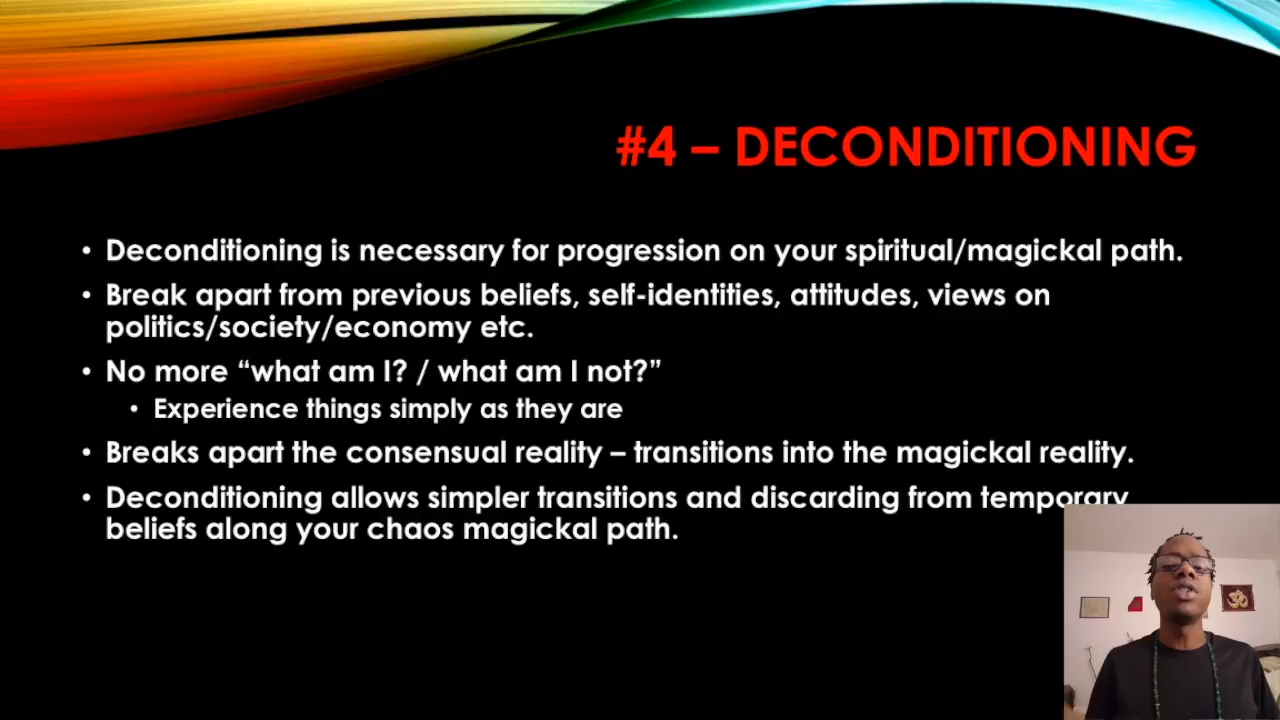 #4 – DECONDITIONING
• Deconditioning is necessary for progression on your spiritual/magickal path.
• Break apart from previous beliefs, self-identities, attitudes, views on
politics/society/economy etc.
• No more “what am I? / what am I not?”
• Experience things simply as they are
• Breaks apart the consensual reality – transitions into the magickal reality.
• Deconditioning allows simpler transitions and discarding from temporary
beliefs along your chaos magickal path.